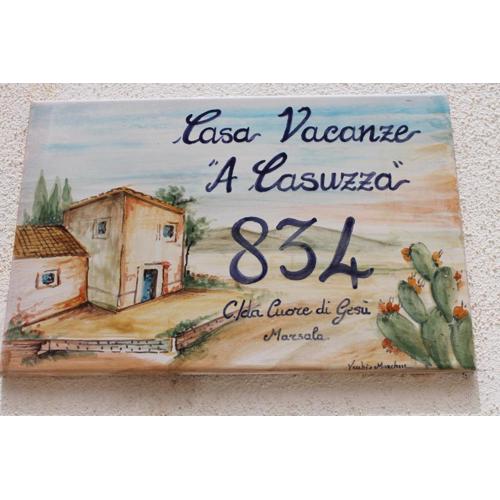 Casa Vacanze
"A Casuzza"
834
C/da Cuore di Gesù
Marsala